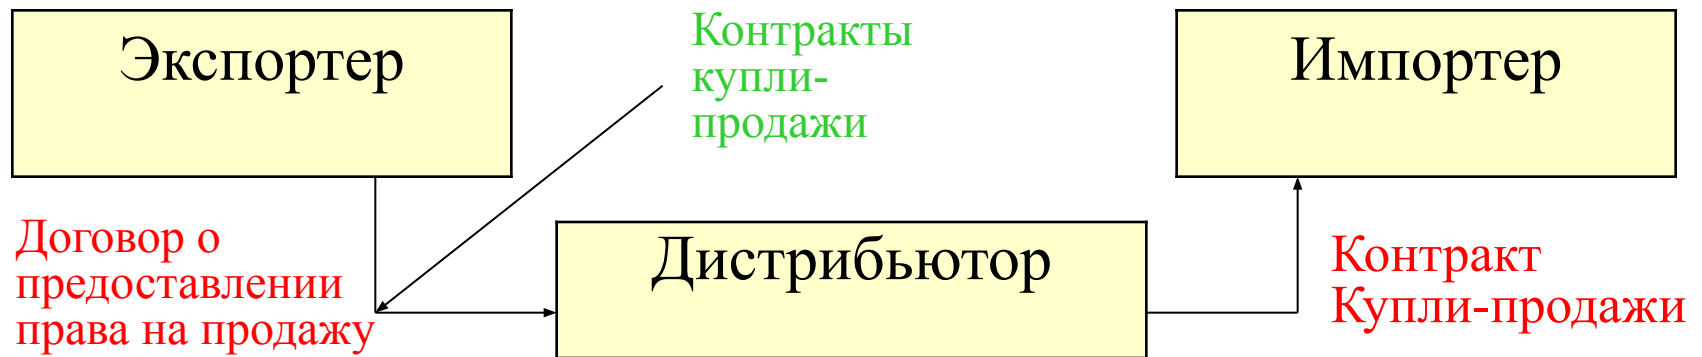 Экспортер
Контракты
купли-
продажи
Импортер
Договор о
предоставлении
права на продажу
Дистрибьютор
Контракт
Купли-продажи